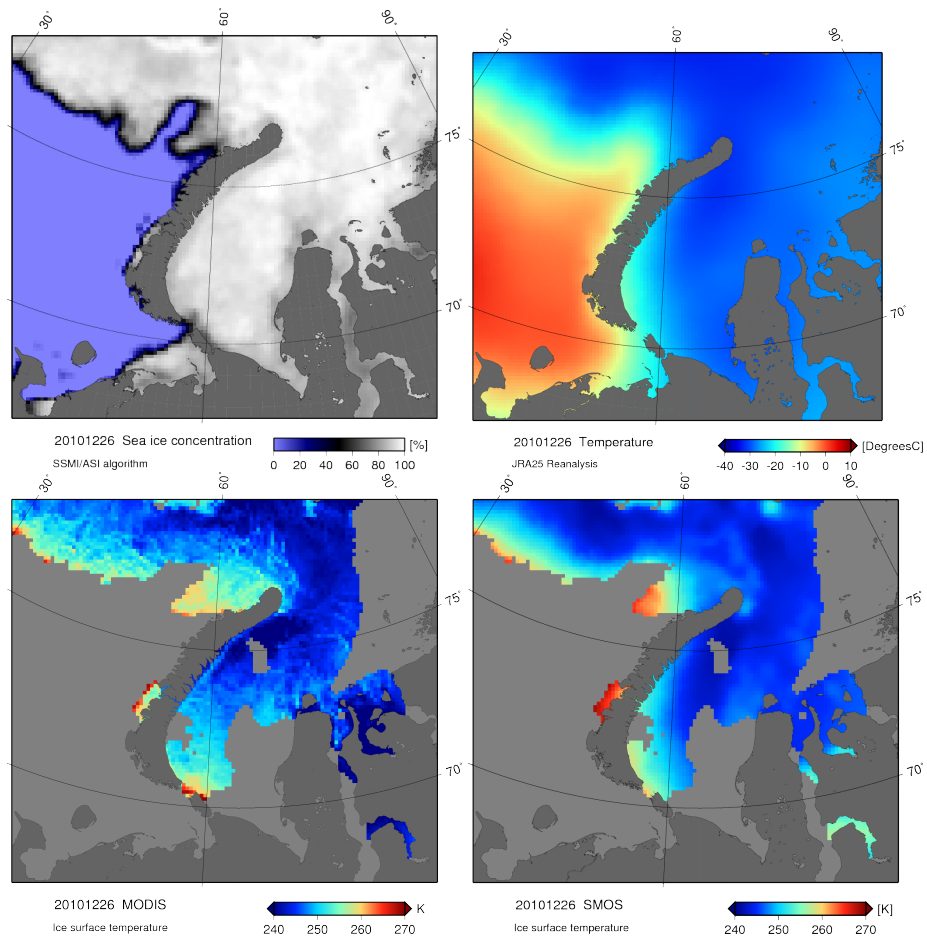 30°
60°
90°
75°
70°
20101226 Sea ice concentration
[%]
0 20 40 60 80 100
SSMI/ASI algorithm
30°
60°
90°
75°
70°
20101226 Temperature
[DegreesC]
-40 -30 -20 -10 0 10
JRA25 Reanalysis
30°
60°
90°
75°
70°
20101226 MODIS
K
240 250 260 270
Ice surface temperature
30°
60°
90°
75°
70°
20101226 SMOS
[K]
240 250 260 270
Ice surface temperature